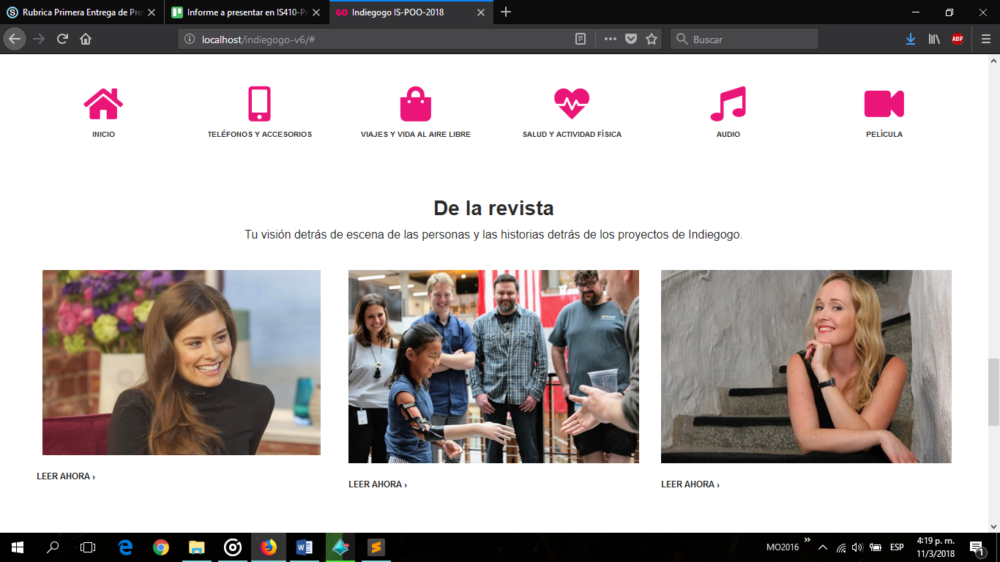 Rubrica Primera Entrega de Pro
Informe a presentar en IS410-P
GO Indiegogo IS-POO-2018
localhost/indiegogo-v6/#
Buscar
ABP
INICIO
TELÉFONOS Y ACCESORIOS
VIAJES Y VIDA AL AIRE LIBRE
SALUD Y ACTIVIDAD FÍSICA
AUDIO
PELÍCULA
De la revista
Tu visión detrás de escena de las personas y las historias detrás de los proyectos de Indiegogo.
LEER AHORA ›
LEER AHORA ›
LEER AHORA ›
MO2016
ESP
4:19 p. m.
11/3/2018
1